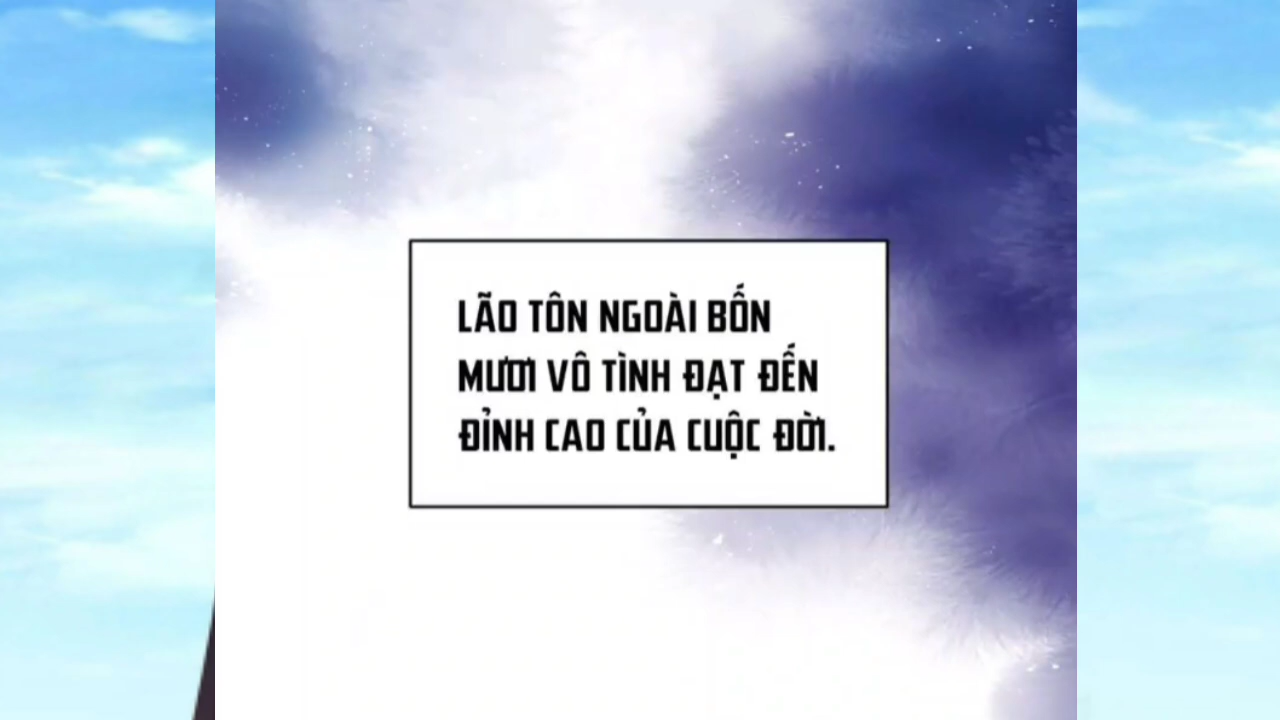 LÃO TÔN NGOÀI BỐN
MƯƠI VÔ TÌNH ĐẠT ĐẾN
ĐỈNH CAO CỦA CUỘC ĐỜI.